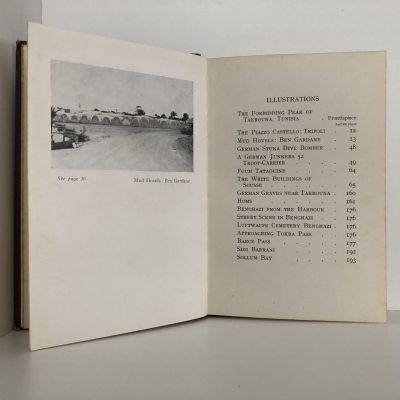 See page 16
Mud Hovels: Ben Gardane
ILLUSTRATIONS
The Forbidding Peak of
Takrouna, Tunisia . . Frontispiece
FACING PAGE
The Piazzo Castello: Tripoli . 12
Mud Hovels: Ben Gardane . 13
German Stuka Dive Bomber . 48
A German Junkers 52
Troop-Carrier . . . 49
Foum Tatahouine . . . 64
The White Buildings of
Sousse . . . . 65
German Graves near Takrouna . 160
Homs . . . . . 161
Benghazi from the Harbour . 176
Street Scene in Benghazi . 176
Luftwaffe Cemetery Benghazi . 176
Approaching Tokra Pass . . 176
Barce Pass . . . . 177
Sidi Barrani . . . 192
Sollum Bay . . . . 193